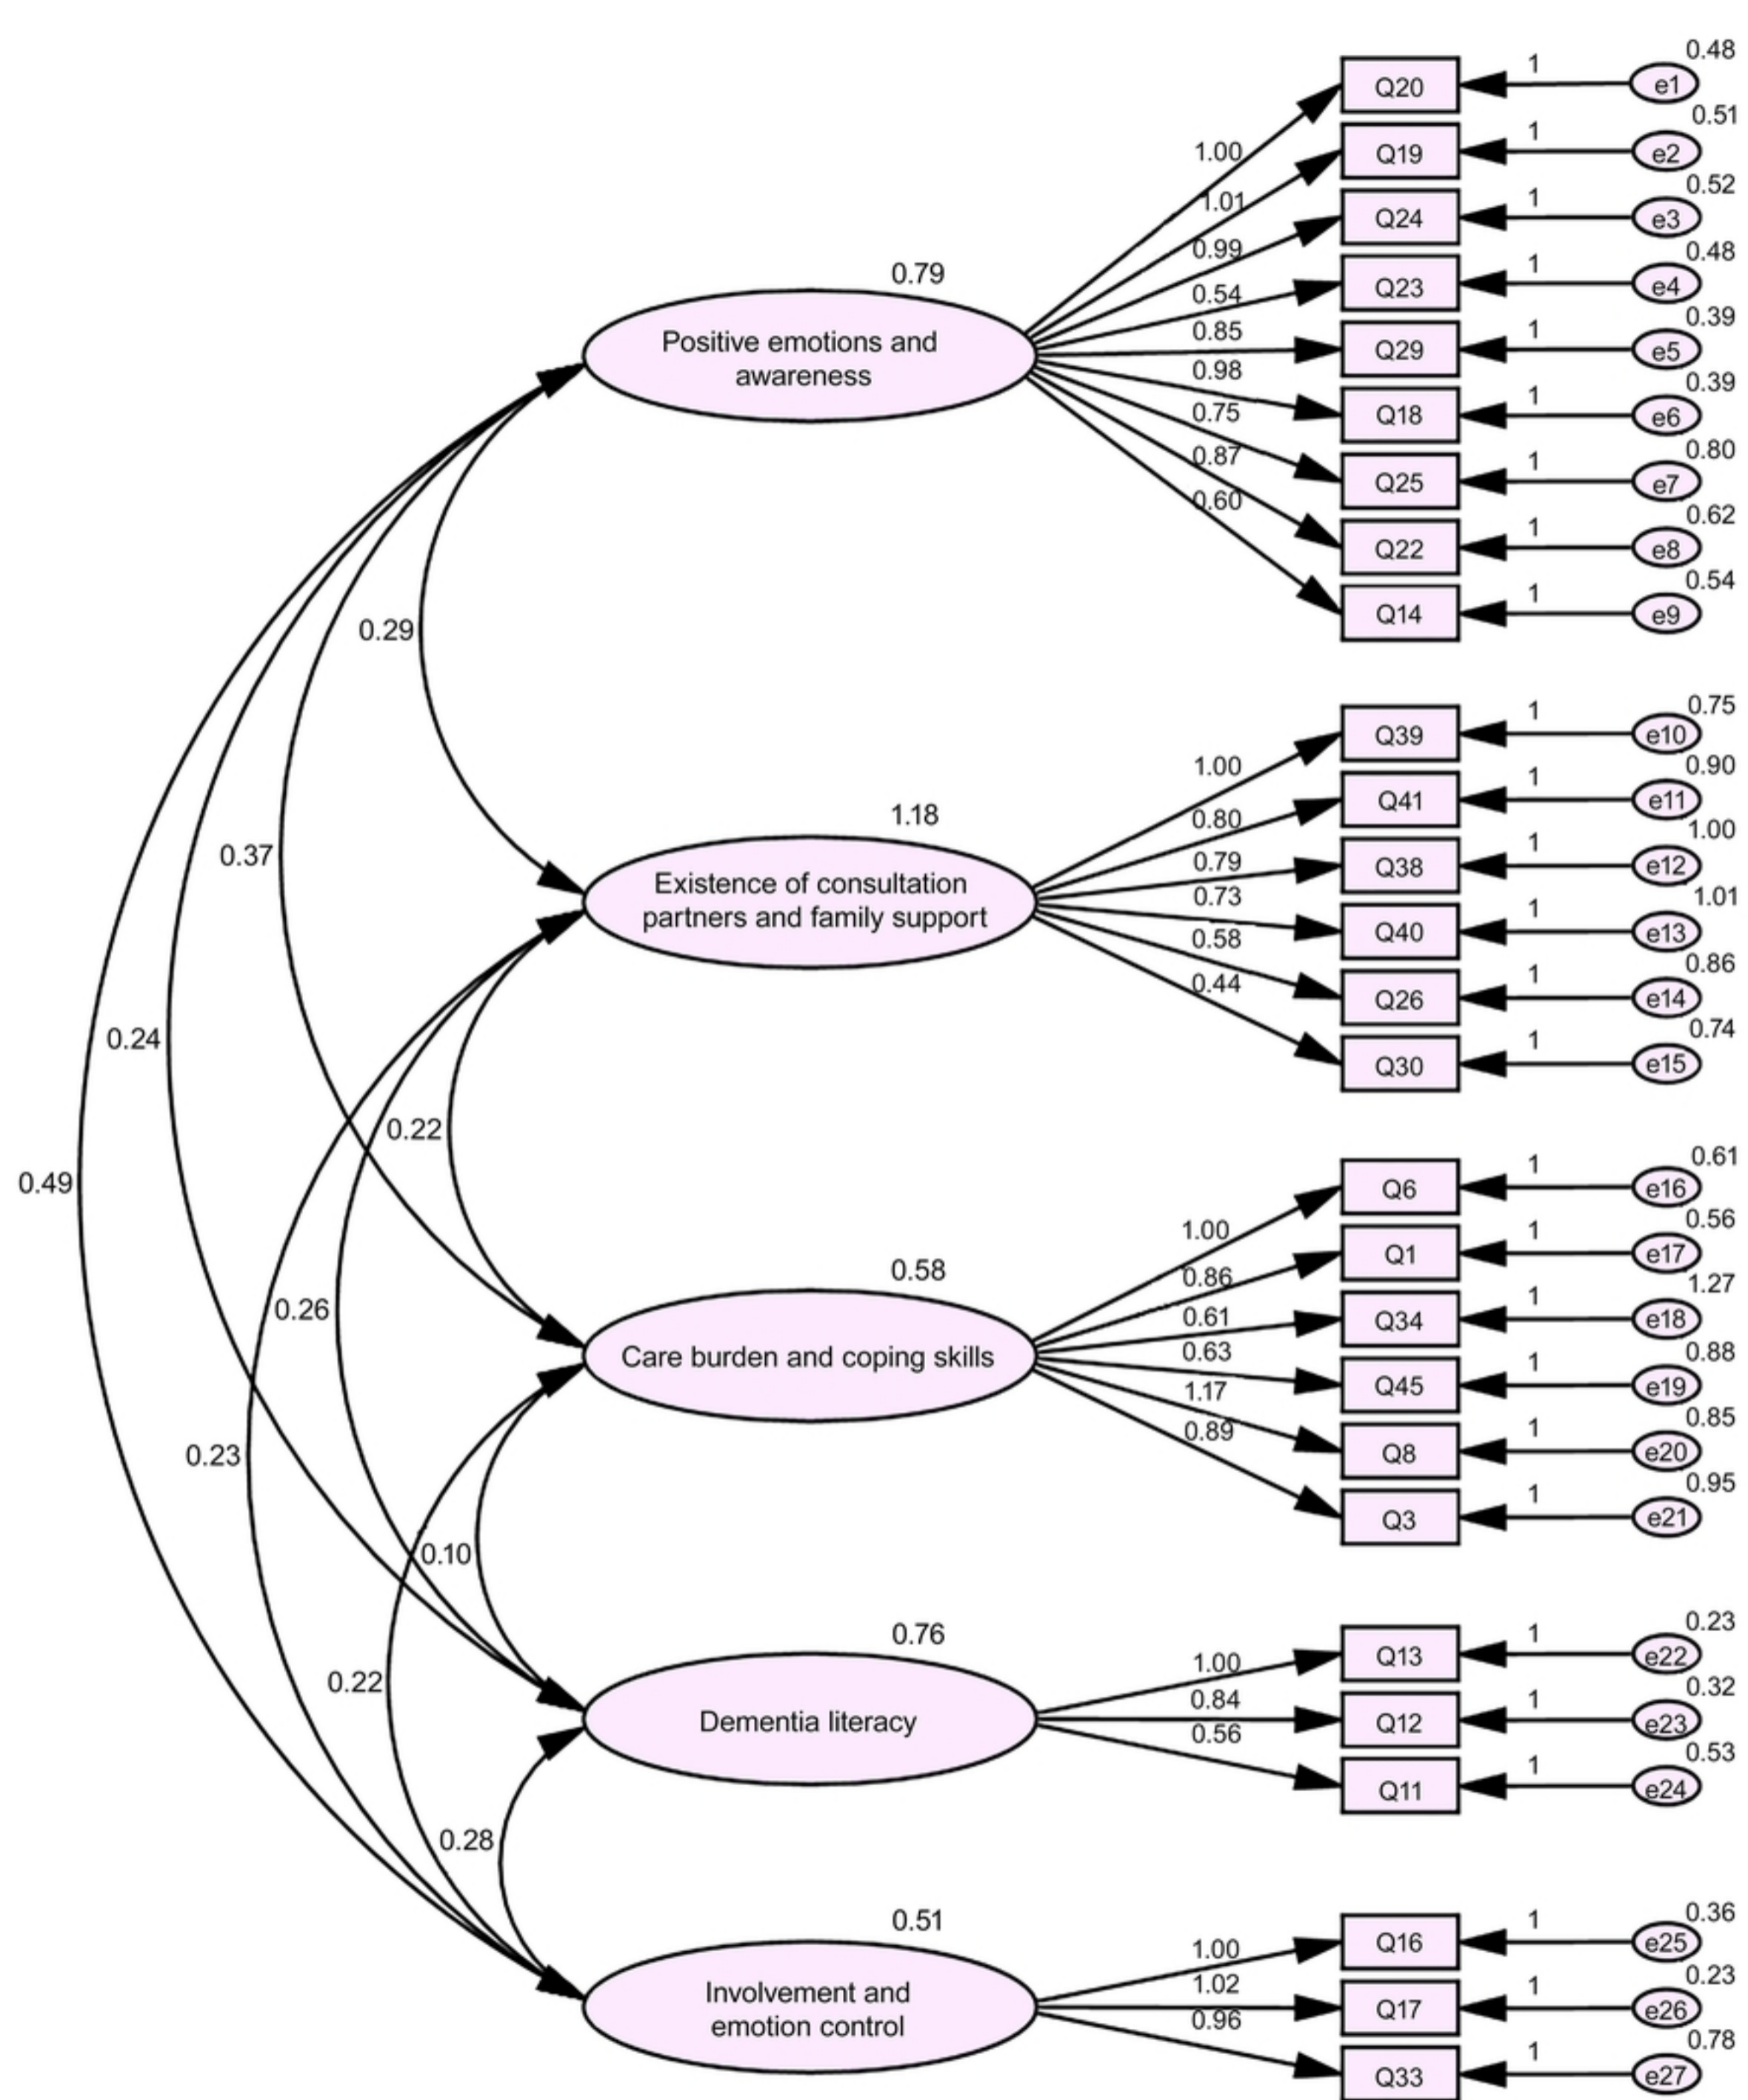 0.48
1
Q20
e1
0.51
1
1.00
Q19
e2
0.52
1
1.01
Q24
e3
0.48
1
0.99
0.79
Q23
e4
0.54
0.39
1
0.85
Positive emotions and
awareness
Q29
e5
0.98
0.39
1
0.75
Q18
e6
0.80
1
0.87
Q25
e7
0.60
0.62
1
Q22
e8
0.54
1
Q14
e9
0.29
0.75
1
Q39
e10
1.00
0.90
1
Q41
e11
0.80
1.18
1.00
1
0.37
0.79
Q38
e12
Existence of consultation
partners and family support
0.73
1.01
1
Q40
e13
0.58
0.86
1
0.44
Q26
e14
0.74
0.24
1
Q30
e15
0.22
0.49
0.61
1
Q6
e16
1.00
0.56
1
Q1
e17
0.86
0.58
1.27
1
0.26
0.61
Q34
e18
Care burden and coping skills
0.63
0.88
1
Q45
e19
1.17
0.85
1
0.89
0.23
Q8
e20
0.95
1
Q3
e21
0.10
0.23
1
0.76
Q13
e22
1.00
0.32
1
0.22
0.84
Dementia literacy
Q12
e23
0.56
0.53
1
Q11
e24
0.28
0.36
1
0.51
Q16
e25
1.00
0.23
1
1.02
Involvement and
emotion control
Q17
e26
0.96
0.78
1
Q33
e27